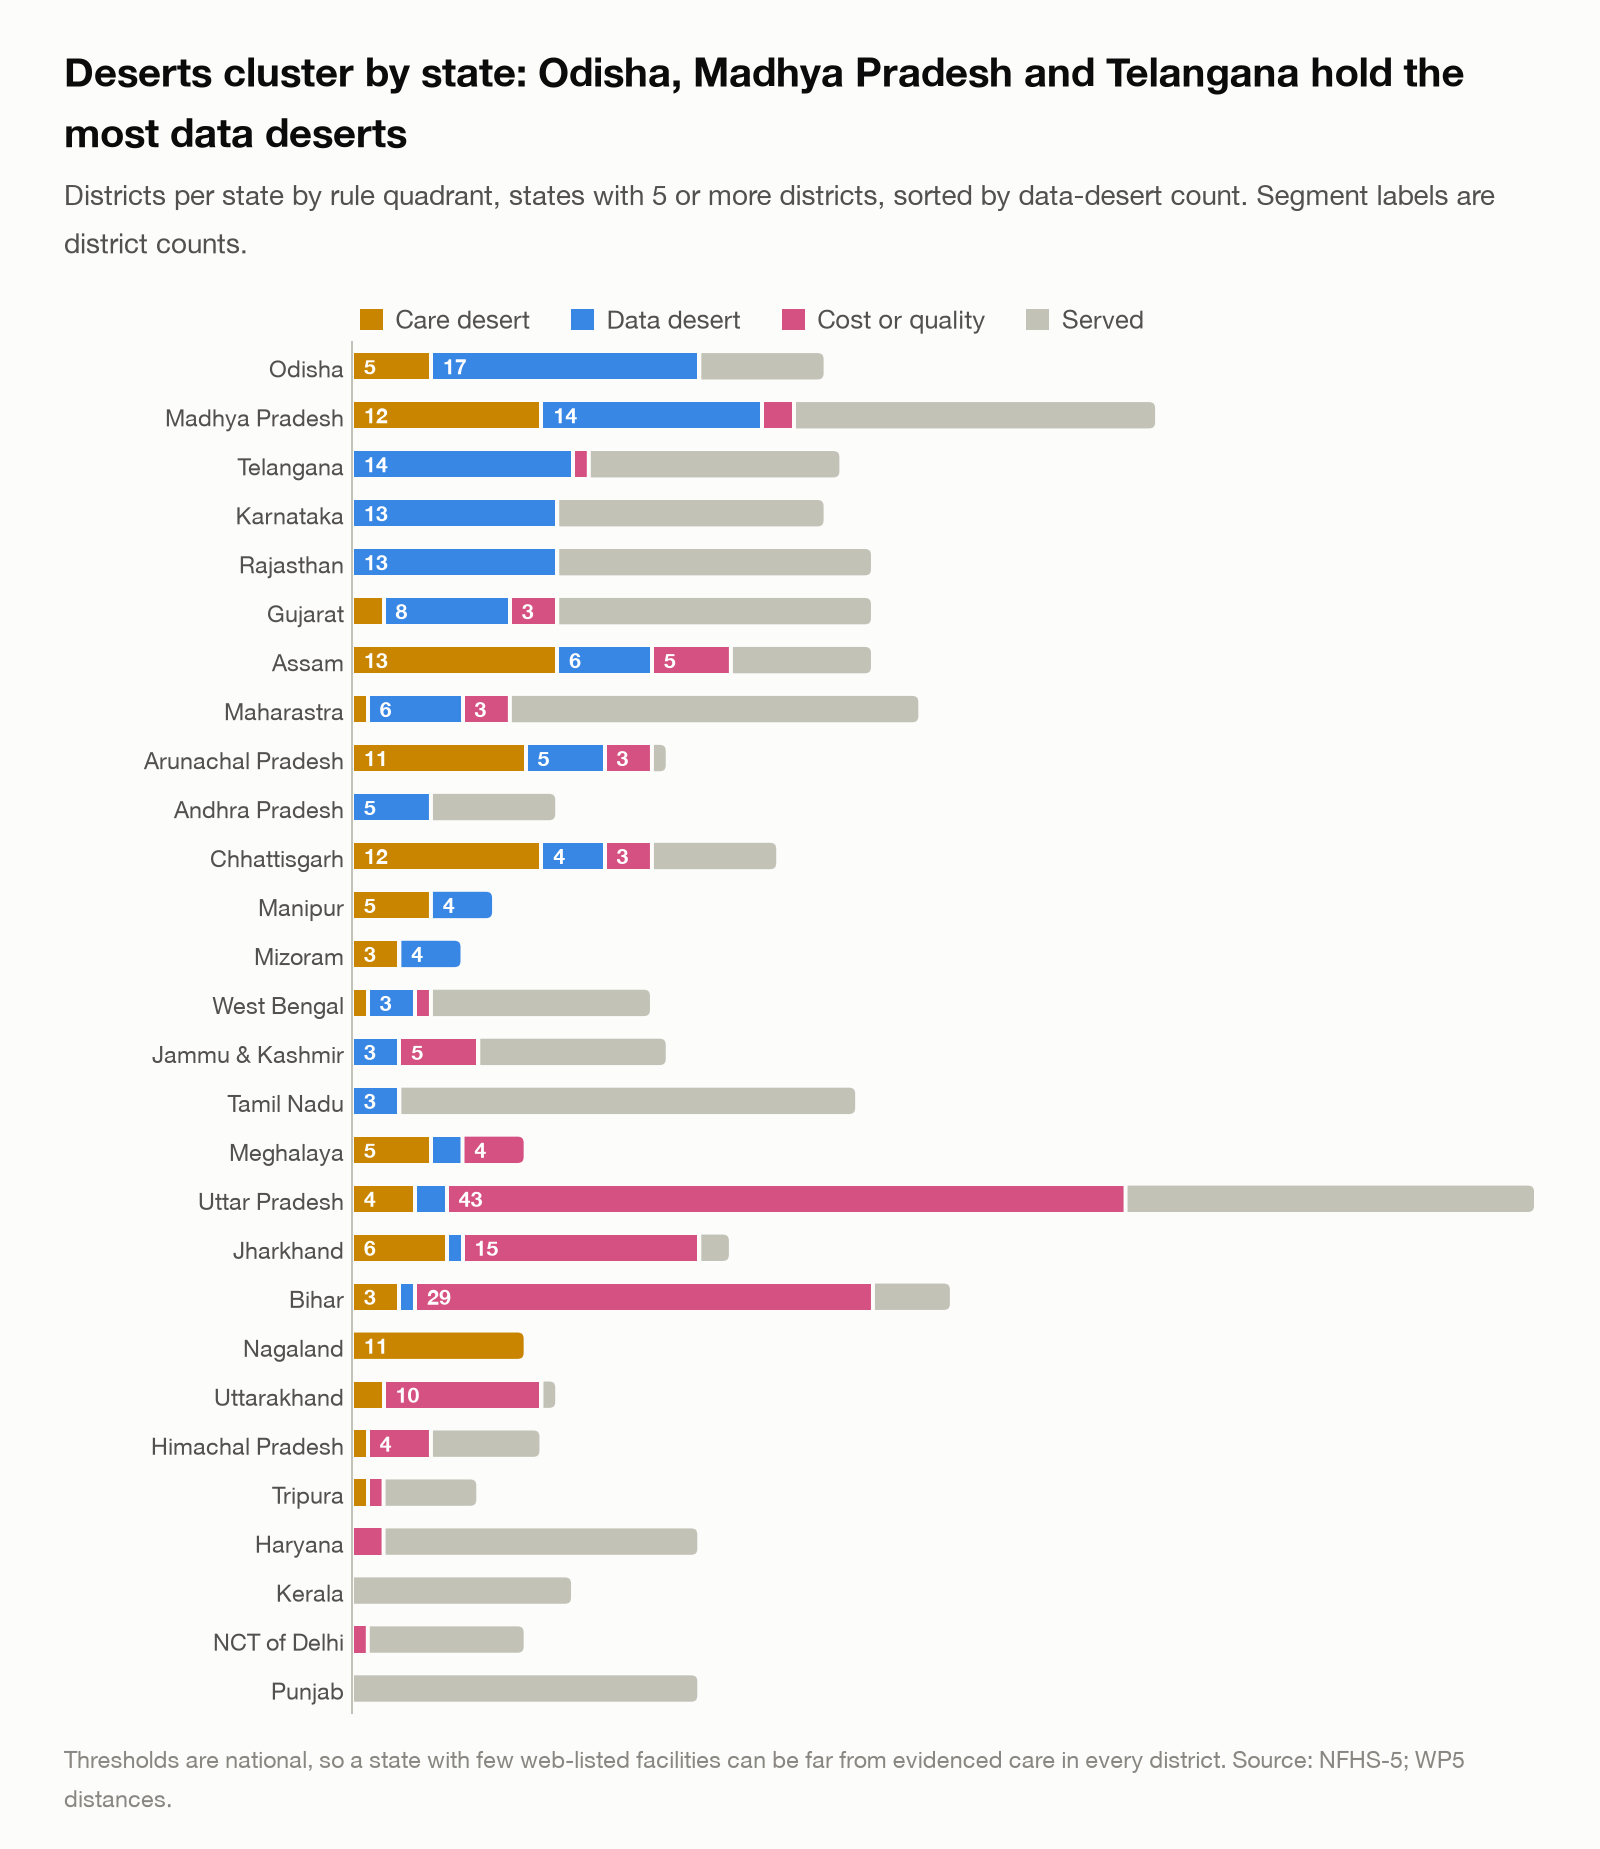 Deserts cluster by state: Odisha, Madhya Pradesh and Telangana hold the
most data deserts
Districts per state by rule quadrant, states with 5 or more districts, sorted by data-desert count. Segment labels are
district counts.
Care desert Data desert Cost or quality Served
Odisha 5 17
Madhya Pradesh 12 14
Telangana 14
Karnataka 13
Rajasthan 13
Gujarat 8 3
Assam 13 6 5
Maharastra 6 3
Arunachal Pradesh 11 5 3
Andhra Pradesh 5
Chhattisgarh 12 4 3
Manipur 5 4
Mizoram 3 4
West Bengal 3
Jammu & Kashmir 3 5
Tamil Nadu 3
Meghalaya 5 4
Uttar Pradesh 4 43
Jharkhand 6 15
Bihar 3 29
Nagaland 11
Uttarakhand 10
Himachal Pradesh 4
Tripura
Haryana
Kerala
NCT of Delhi
Punjab
Thresholds are national, so a state with few web-listed facilities can be far from evidenced care in every district. Source: NFHS-5; WP5
distances.